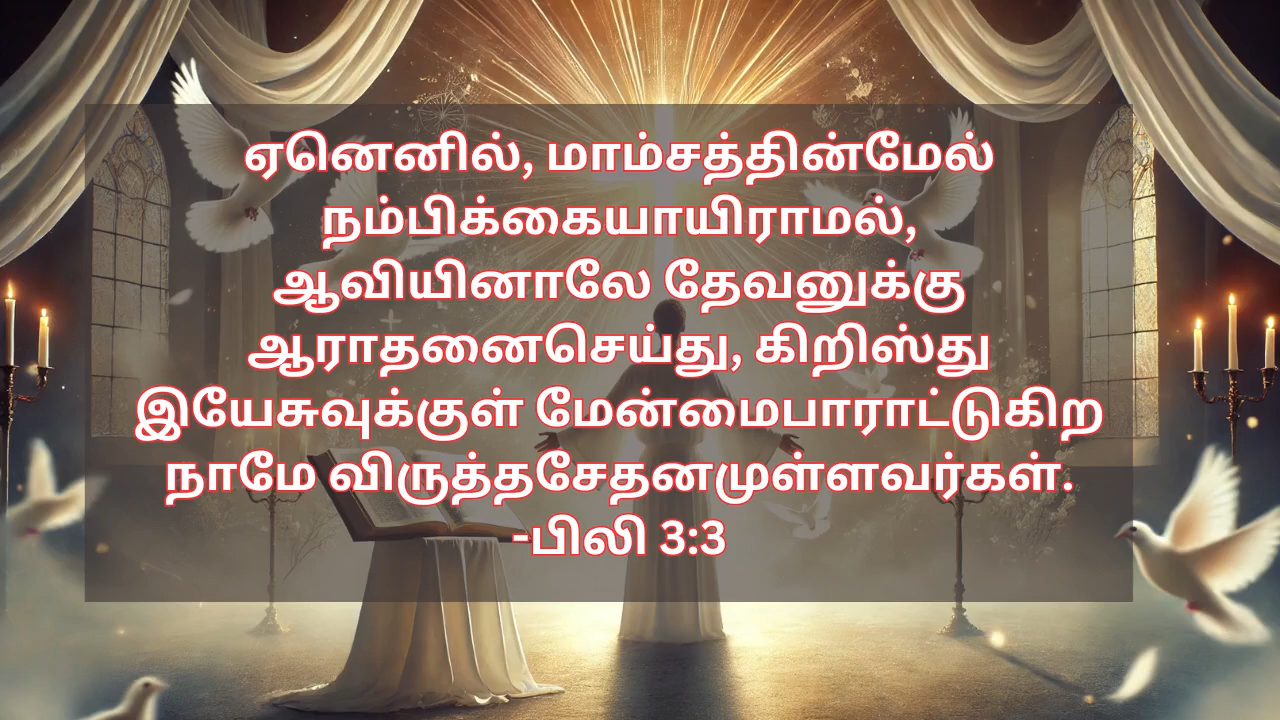 ஏனெனில், மாம்சத்தின்மேல்
நம்பிக்கையாயிராமல்,
ஆவியினாலே தேவனுக்கு
ஆராதனைசெய்து, கிறிஸ்து
இயேசுவுக்குள் மேன்மைபாராட்டுகிற
நாமே விருத்தசேதனமுள்ளவர்கள்.
-பிலி 3:3